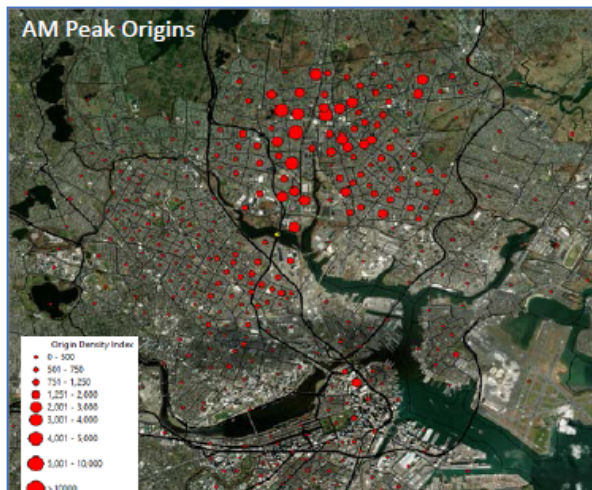 AM Peak Origins
Origin Density Index
0 - 500
501 - 750
751 - 1,250
1,251 - 2,000
2,001 - 3,000
3,001 - 4,000
4,001 - 5,000
5,001 - 10,000
>10000